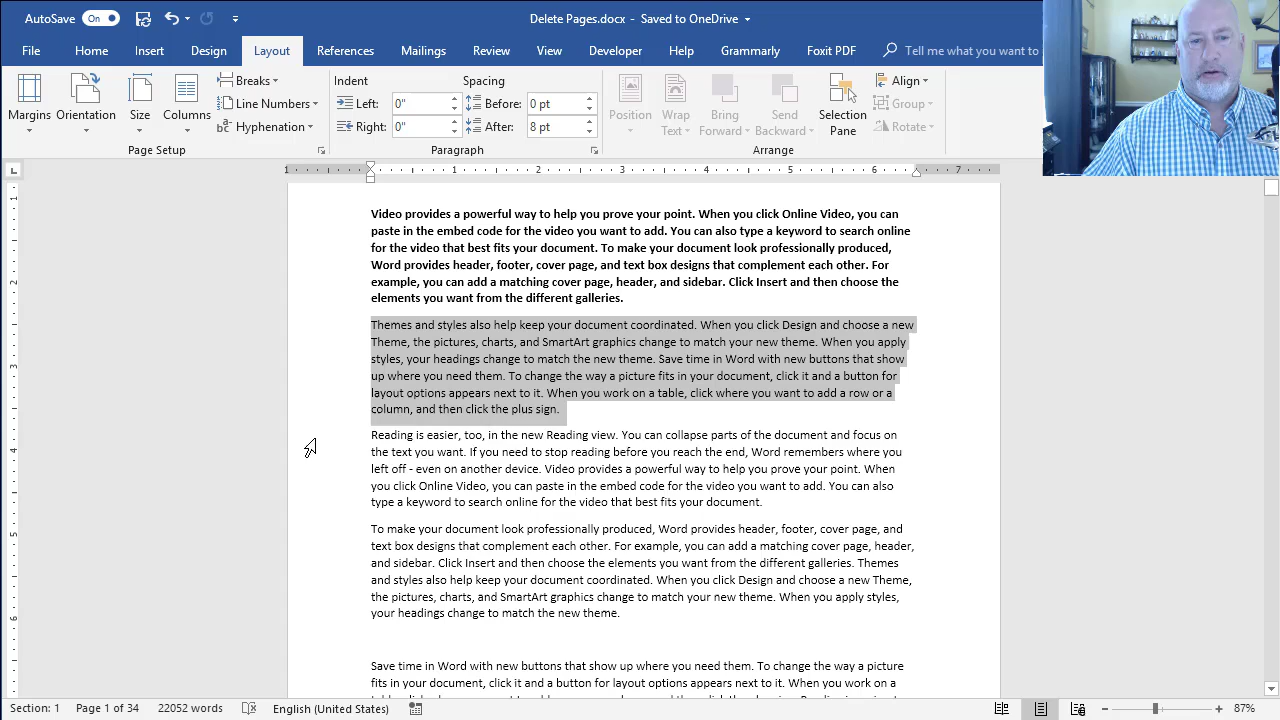 AutoSave On Delete Pages.docx - Saved to OneDrive
File Home Insert Design Layout References Mailings Review View Developer Help Grammarly Foxit PDF Tell me what you want to
Margins Orientation Size Columns Breaks Line Numbers Hyphenation
Page Setup
Indent Spacing
Left: 0" Before: 0 pt
Right: 0" After: 8 pt
Paragraph
Position Wrap Text Bring Forward Send Backward Selection Pane Align Group Rotate
Arrange
1 1 2 3 4 5 6 7
Video provides a powerful way to help you prove your point. When you click Online Video, you can
paste in the embed code for the video you want to add. You can also type a keyword to search online
for the video that best fits your document. To make your document look professionally produced,
Word provides header, footer, cover page, and text box designs that complement each other. For
example, you can add a matching cover page, header, and sidebar. Click Insert and then choose the
elements you want from the different galleries.
Themes and styles also help keep your document coordinated. When you click Design and choose a new
Theme, the pictures, charts, and SmartArt graphics change to match your new theme. When you apply
styles, your headings change to match the new theme. Save time in Word with new buttons that show
up where you need them. To change the way a picture fits in your document, click it and a button for
layout options appears next to it. When you work on a table, click where you want to add a row or a
column, and then click the plus sign.
Reading is easier, too, in the new Reading view. You can collapse parts of the document and focus on
the text you want. If you need to stop reading before you reach the end, Word remembers where you
left off - even on another device. Video provides a powerful way to help you prove your point. When
you click Online Video, you can paste in the embed code for the video you want to add. You can also
type a keyword to search online for the video that best fits your document.
To make your document look professionally produced, Word provides header, footer, cover page, and
text box designs that complement each other. For example, you can add a matching cover page, header,
and sidebar. Click Insert and then choose the elements you want from the different galleries. Themes
and styles also help keep your document coordinated. When you click Design and choose a new Theme,
the pictures, charts, and SmartArt graphics change to match your new theme. When you apply styles,
your headings change to match the new theme.
Save time in Word with new buttons that show up where you need them. To change the way a picture
fits in your document, click it and a button for layout options appears next to it. When you work on a
1
2
3
4
5
6
Section: 1 Page 1 of 34 22052 words English (United States) 87%